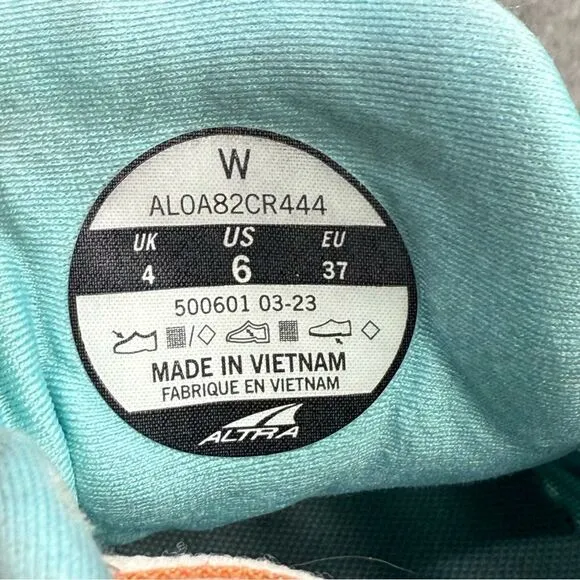 W
AL0A82CR444
UK US EU
4 6 37
500601 03-23
MADE IN VIETNAM
FABRIQUE EN VIETNAM
ALTRA